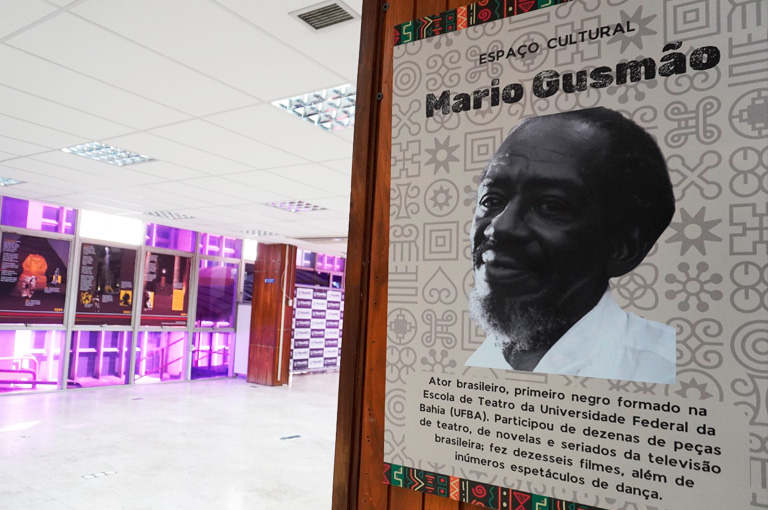 ESPAÇO CULTURAL
Mario Gusmão
Ator brasileiro, primeiro negro formado na
Escola de Teatro da Universidade Federal da
Bahia (UFBA). Participou de dezenas de peças
de teatro, de novelas e seriados da televisão
brasileira; fez dezesseis filmes, além de
inúmeros espetáculos de dança.